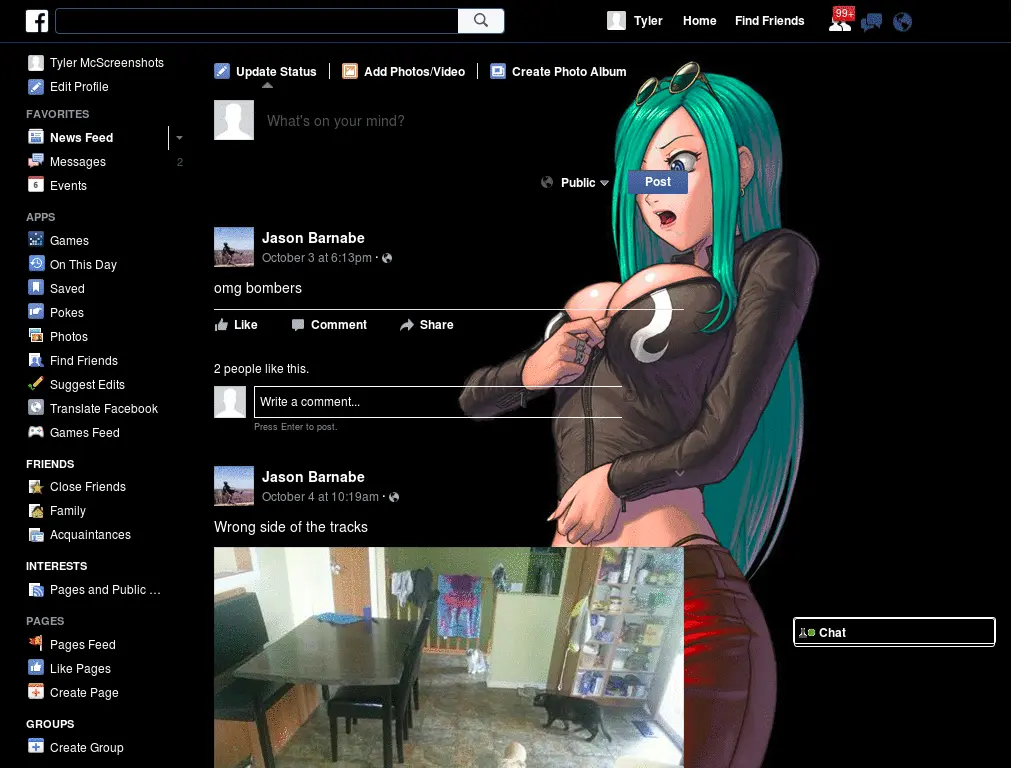 Tyler
Home
Find Friends
99+
Tyler McScreenshots
Edit Profile
FAVORITES
News Feed
Messages 2
6 Events
APPS
Games
On This Day
Saved
Pokes
Photos
Find Friends
Suggest Edits
Translate Facebook
Games Feed
FRIENDS
Close Friends
Family
Acquaintances
INTERESTS
Pages and Public ...
PAGES
Pages Feed
Like Pages
Create Page
GROUPS
Create Group
Update Status
Add Photos/Video
Create Photo Album
What's on your mind?
Public
Post
Jason Barnabe
October 3 at 6:13pm ·
omg bombers
Like
Comment
Share
2 people like this.
Write a comment...
Press Enter to post.
Jason Barnabe
October 4 at 10:19am ·
Wrong side of the tracks
Chat